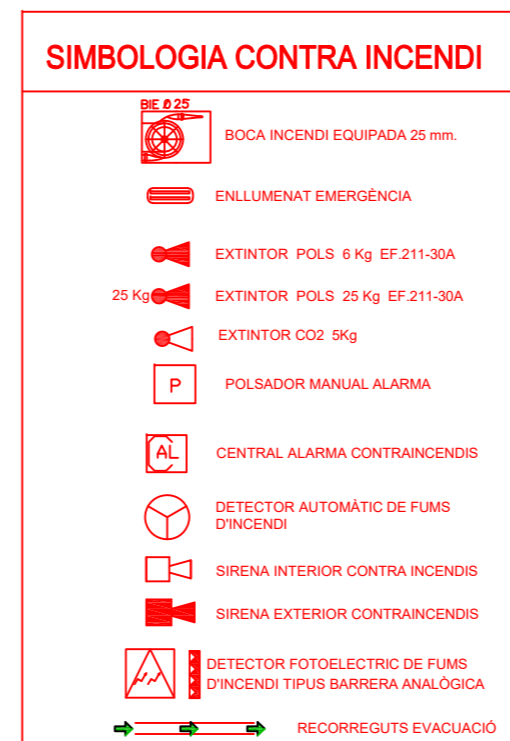 SIMBOLOGIA CONTRA INCENDI
BIE Ø 25
BOCA INCENDI EQUIPADA 25 mm.
ENLLUMENAT EMERGÈNCIA
EXTINTOR POLS 6 Kg EF.211-30A
25 Kg EXTINTOR POLS 25 Kg EF.211-30A
EXTINTOR CO2 5Kg
P POLSADOR MANUAL ALARMA
AL CENTRAL ALARMA CONTRAINCENDIS
DETECTOR AUTOMÀTIC DE FUMS
D'INCENDI
SIRENA INTERIOR CONTRA INCENDIS
SIRENA EXTERIOR CONTRAINCENDIS
DETECTOR FOTOELECTRIC DE FUMS
D'INCENDI TIPUS BARRERA ANALÒGICA
RECORREGUTS EVACUACIÓ